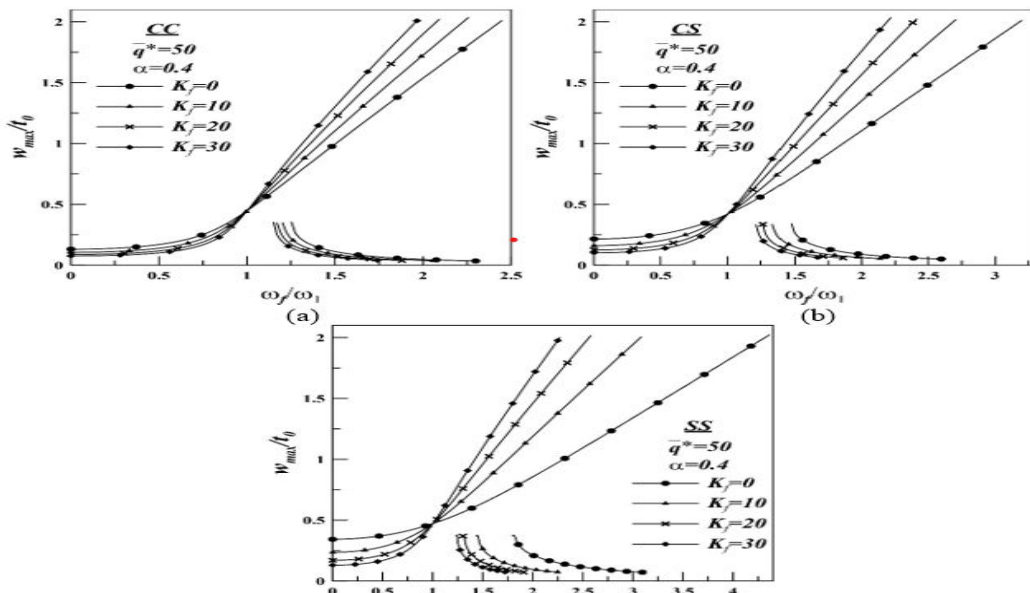 CC
q̅*=50
α=0.4
K_f=0
K_f=10
K_f=20
K_f=30
w_max/t_0
2
1.5
1
0.5
0
0 0.5 1 1.5 2 2.5
ω_f/ω_1
(a)
CS
q̅*=50
α=0.4
K_f=0
K_f=10
K_f=20
K_f=30
w_max/t_0
2
1.5
1
0.5
0
0 0.5 1 1.5 2 2.5 3
ω_f/ω_1
(b)
SS
q̅*=50
α=0.4
K_f=0
K_f=10
K_f=20
K_f=30
w_max/t_0
2
1.5
1
0.5
0
0 0.5 1 1.5 2 2.5 3 3.5 4